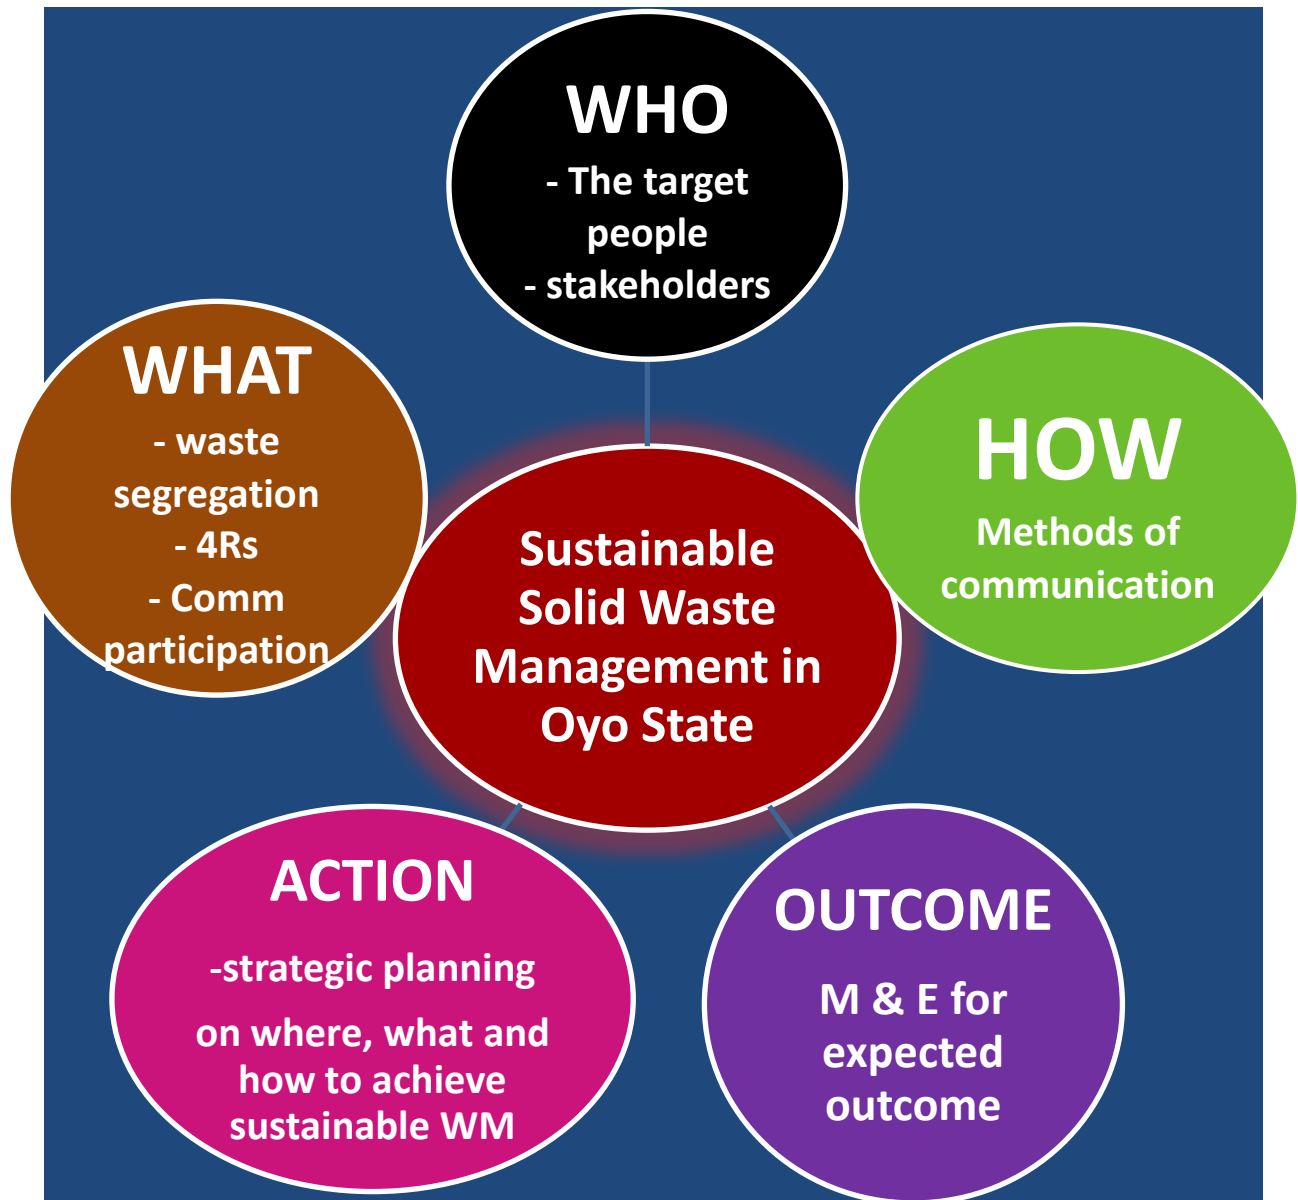 WHO
- The target
people
- stakeholders
WHAT
- waste
segregation
- 4Rs
- Comm
participation
HOW
Methods of
communication
Sustainable
Solid Waste
Management in
Oyo State
ACTION
-strategic planning
on where, what and
how to achieve
sustainable WM
OUTCOME
M & E for
expected
outcome